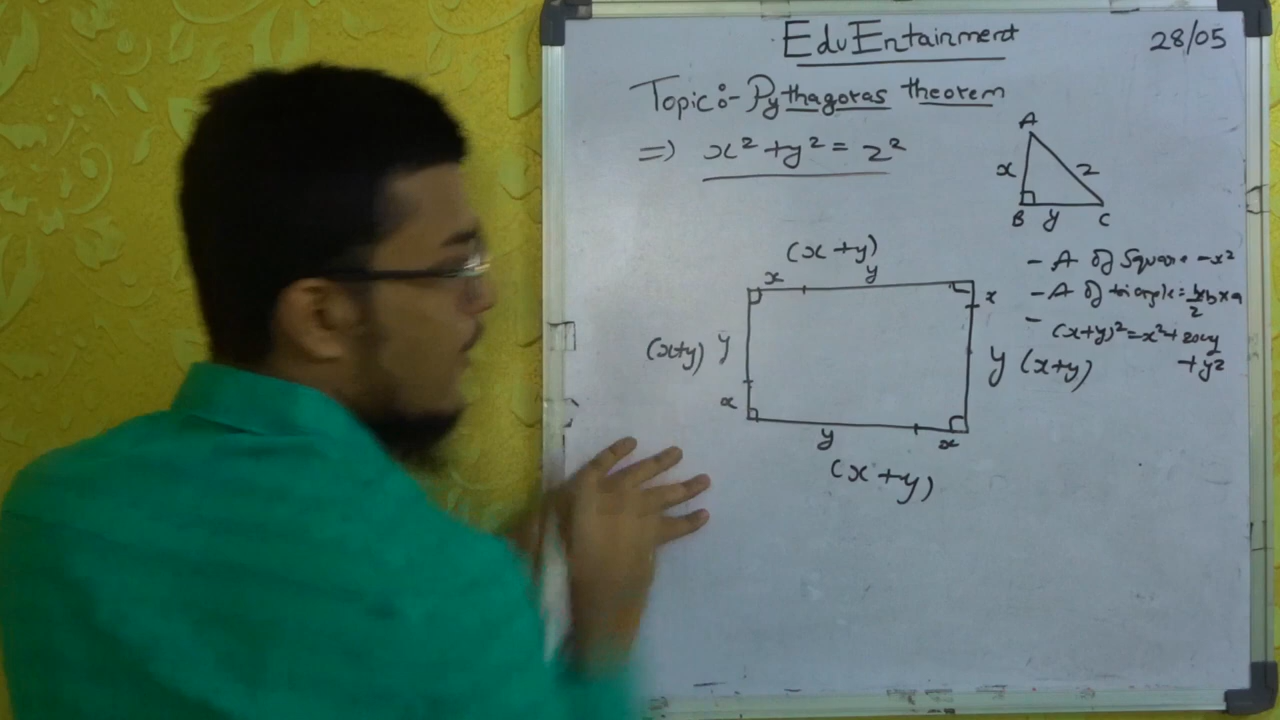 EduEntainment
28/05
Topic:- Pythagoras theorem
=) x² + y² = z²
A
x
z
B y C
(x + y)
x y
x
(x+y) y
y (x+y)
x
y x
(x + y)
- A of Square - x²
- A of triangle = 1/2 x b x a
-
(x+y)² = x² + 2xy
+ y²